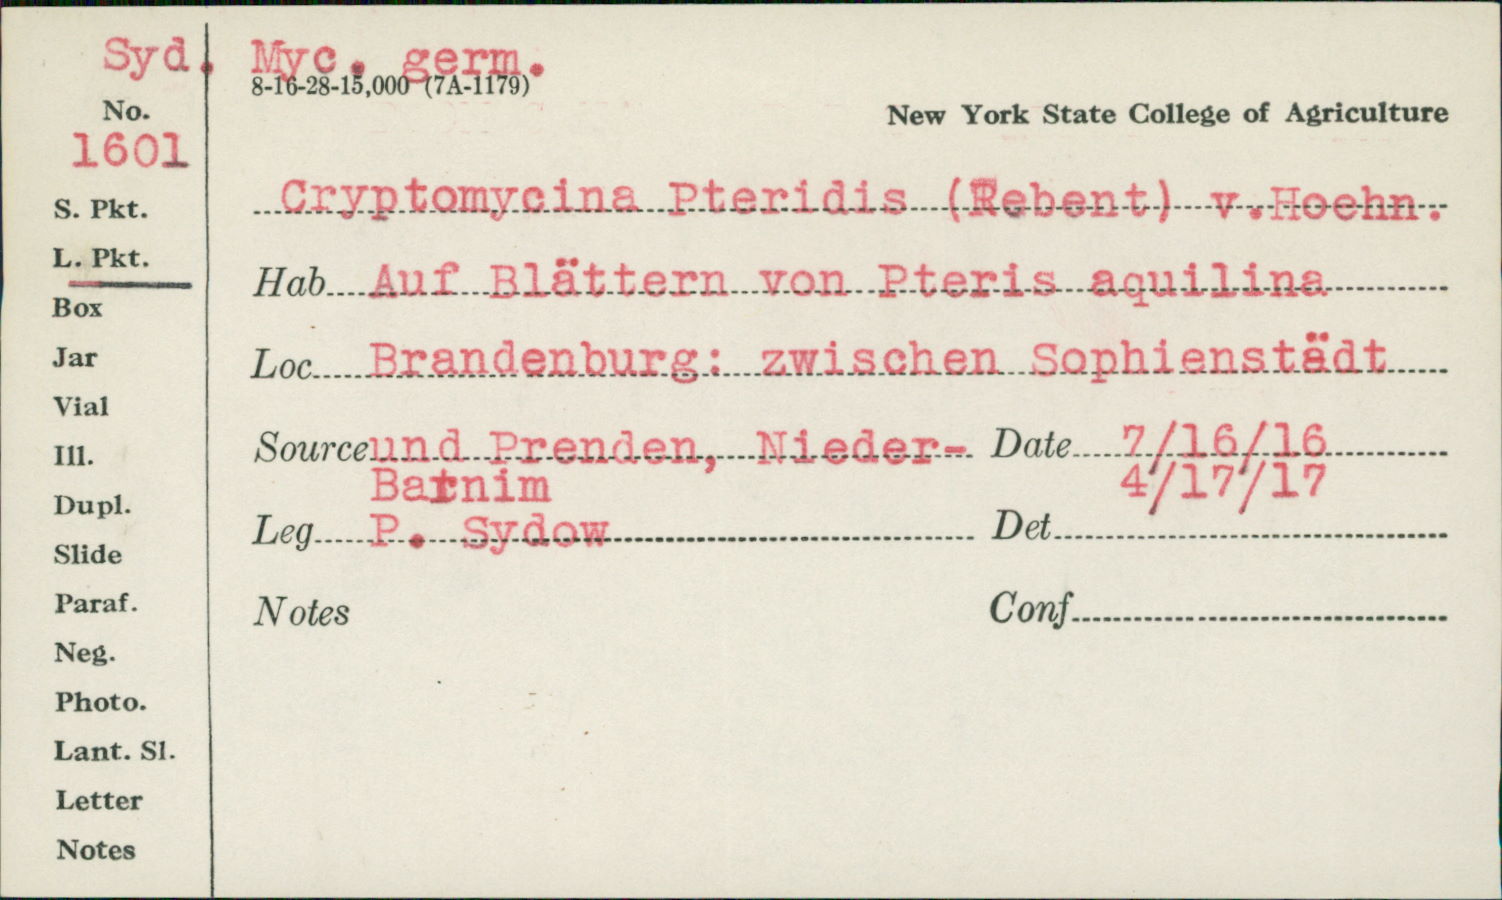 Syd. Myc. germ.
8-16-28-15,000 (7A-1179)
No.
New York State College of Agriculture
1601
Cryptomycina Pteridis (Rebent) v.Hoehn.
S. Pkt.
L. Pkt.
Hab Auf Blättern von Pteris aquilina
Box
Jar
Loc Brandenburg: zwischen Sophienstädt
Vial
Ill.
Source und Prenden, Nieder- Date 7/16/16
Barnim 4/17/17
Dupl.
Leg P. Sydow Det
Slide
Paraf.
Notes Conf
Neg.
Photo.
Lant. Sl.
Letter
Notes